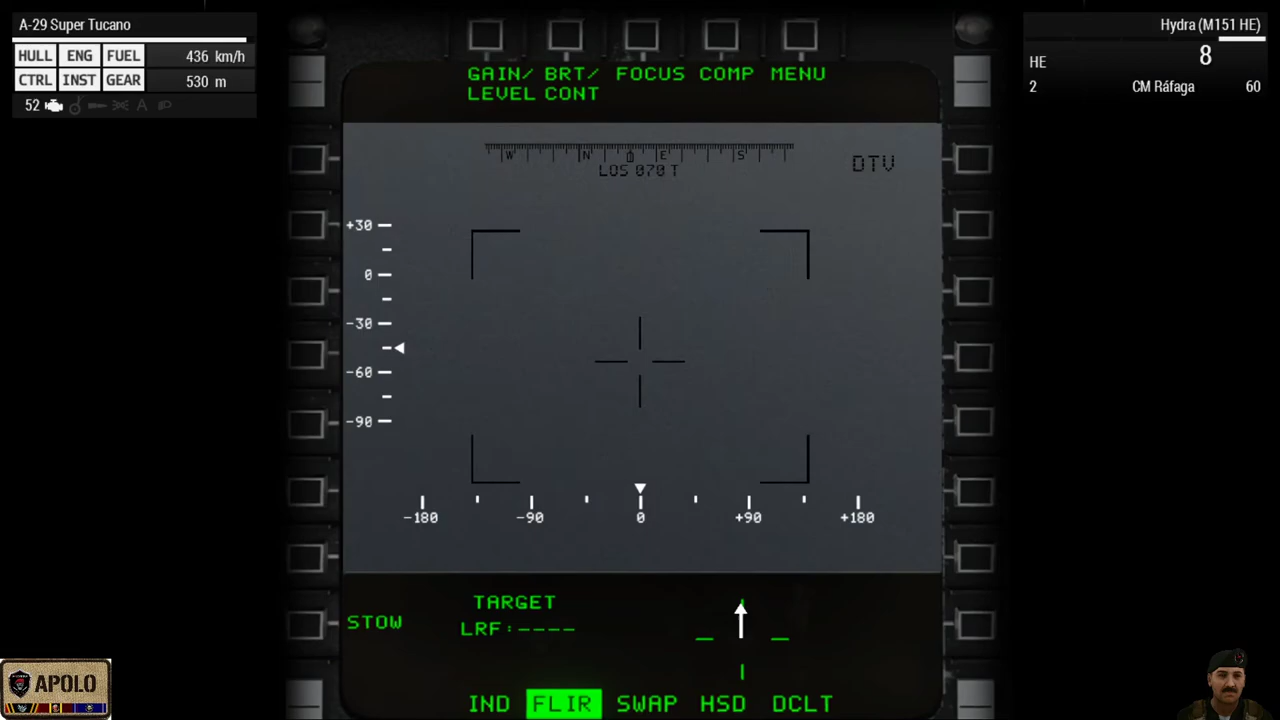 A-29 Super Tucano
HULL ENG FUEL 436 km/h
CTRL INST GEAR 530 m
52 A
Hydra (M151 HE)
HE 8
2 CM Ráfaga 60
GAIN/ BRT/ FOCUS COMP MENU
LEVEL CONT
W N E S
LOS 070 T
DTV
+30
0
-30
-60
-90
-180 -90 0 +90 +180
TARGET
STOW LRF:----
IND FLIR SWAP HSD DCLT
APOLO